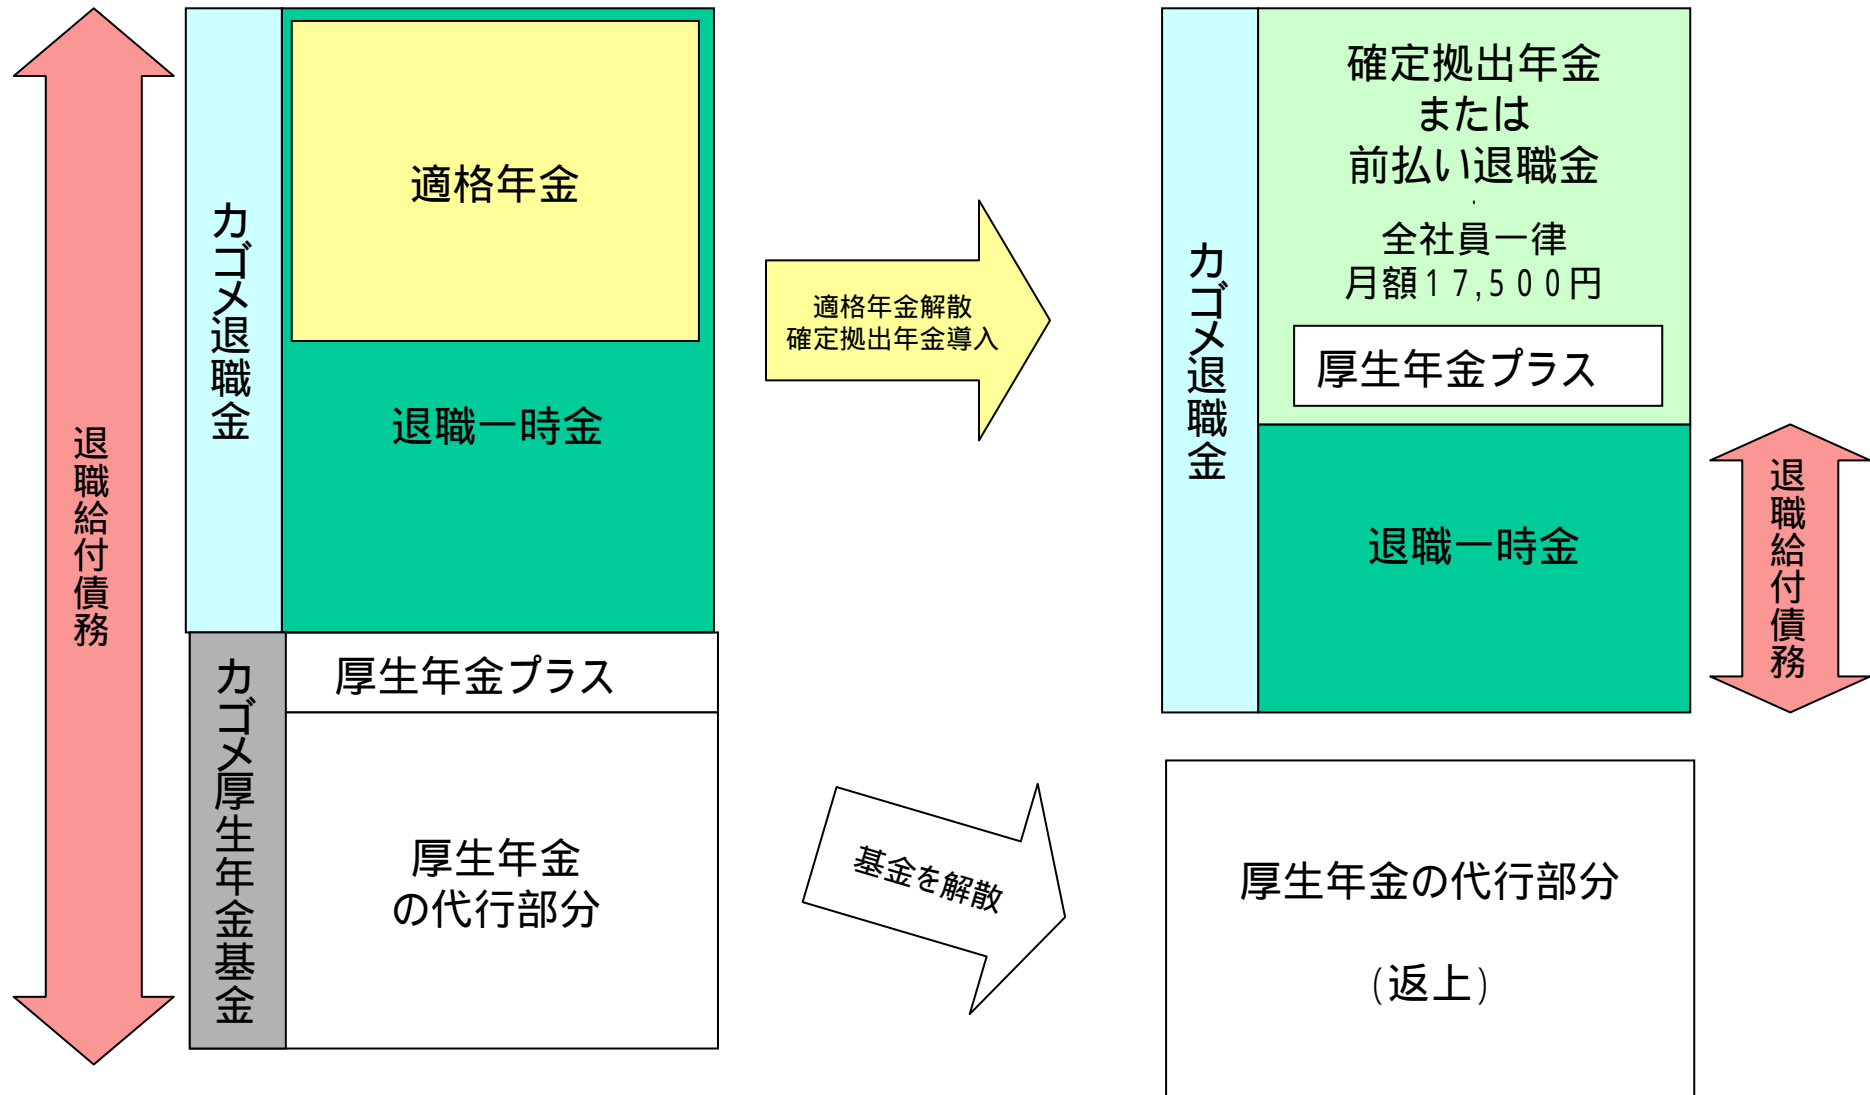 退職給付債務
カゴメ退職金
適格年金
退職一時金
カゴメ厚生年金基金
厚生年金プラス
厚生年金
の代行部分
適格年金解散
確定拠出年金導入
基金を解散
カゴメ退職金
確定拠出年金
または
前払い退職金
全社員一律
月額17,500円
厚生年金プラス
退職一時金
退職給付債務
厚生年金の代行部分
(返上)